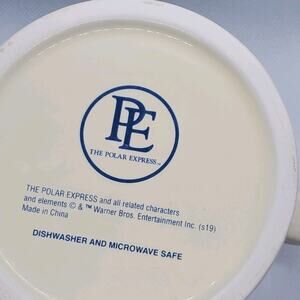 PE
THE POLAR EXPRESS™
THE POLAR EXPRESS and all related characters
and elements © & ™ Warner Bros. Entertainment Inc. (s19)
Made in China
DISHWASHER AND MICROWAVE SAFE